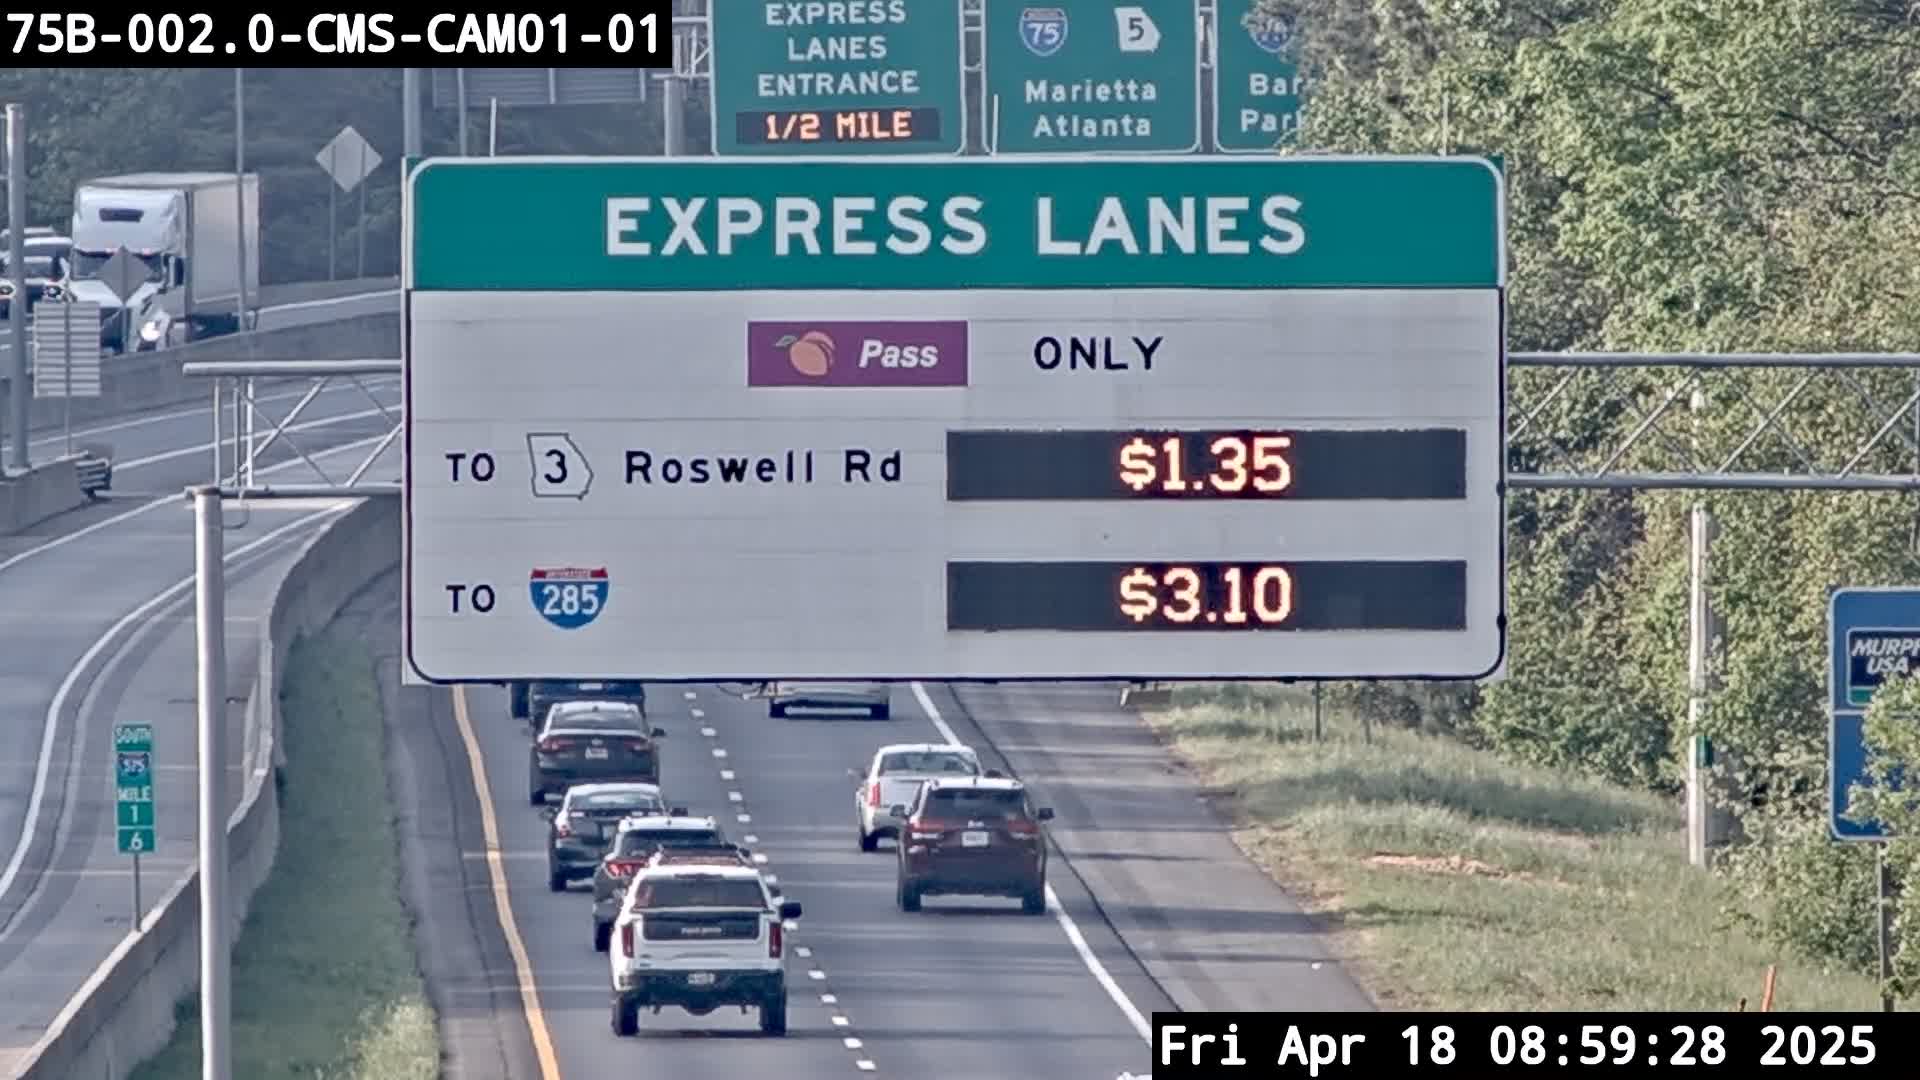 75B-002.0-CMS-CAM01-01
EXPRESS
LANES
ENTRANCE
1/2 MILE
75
5
Marietta
Atlanta
EXPRESS LANES
Pass ONLY
TO 3 Roswell Rd $1.35
TO 285 $3.10
SOUTH
575
MILE
1
.6
USA
Fri Apr 18 08:59:28 2025